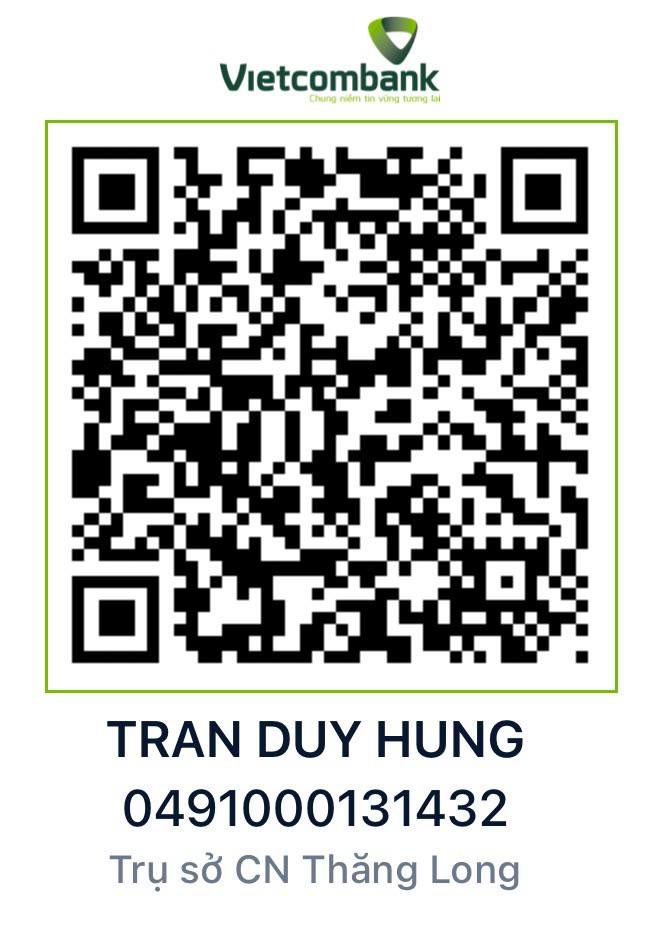 Vietcombank
Chung niềm tin vững tương lai
TRAN DUY HUNG
0491000131432
Trụ sở CN Thăng Long